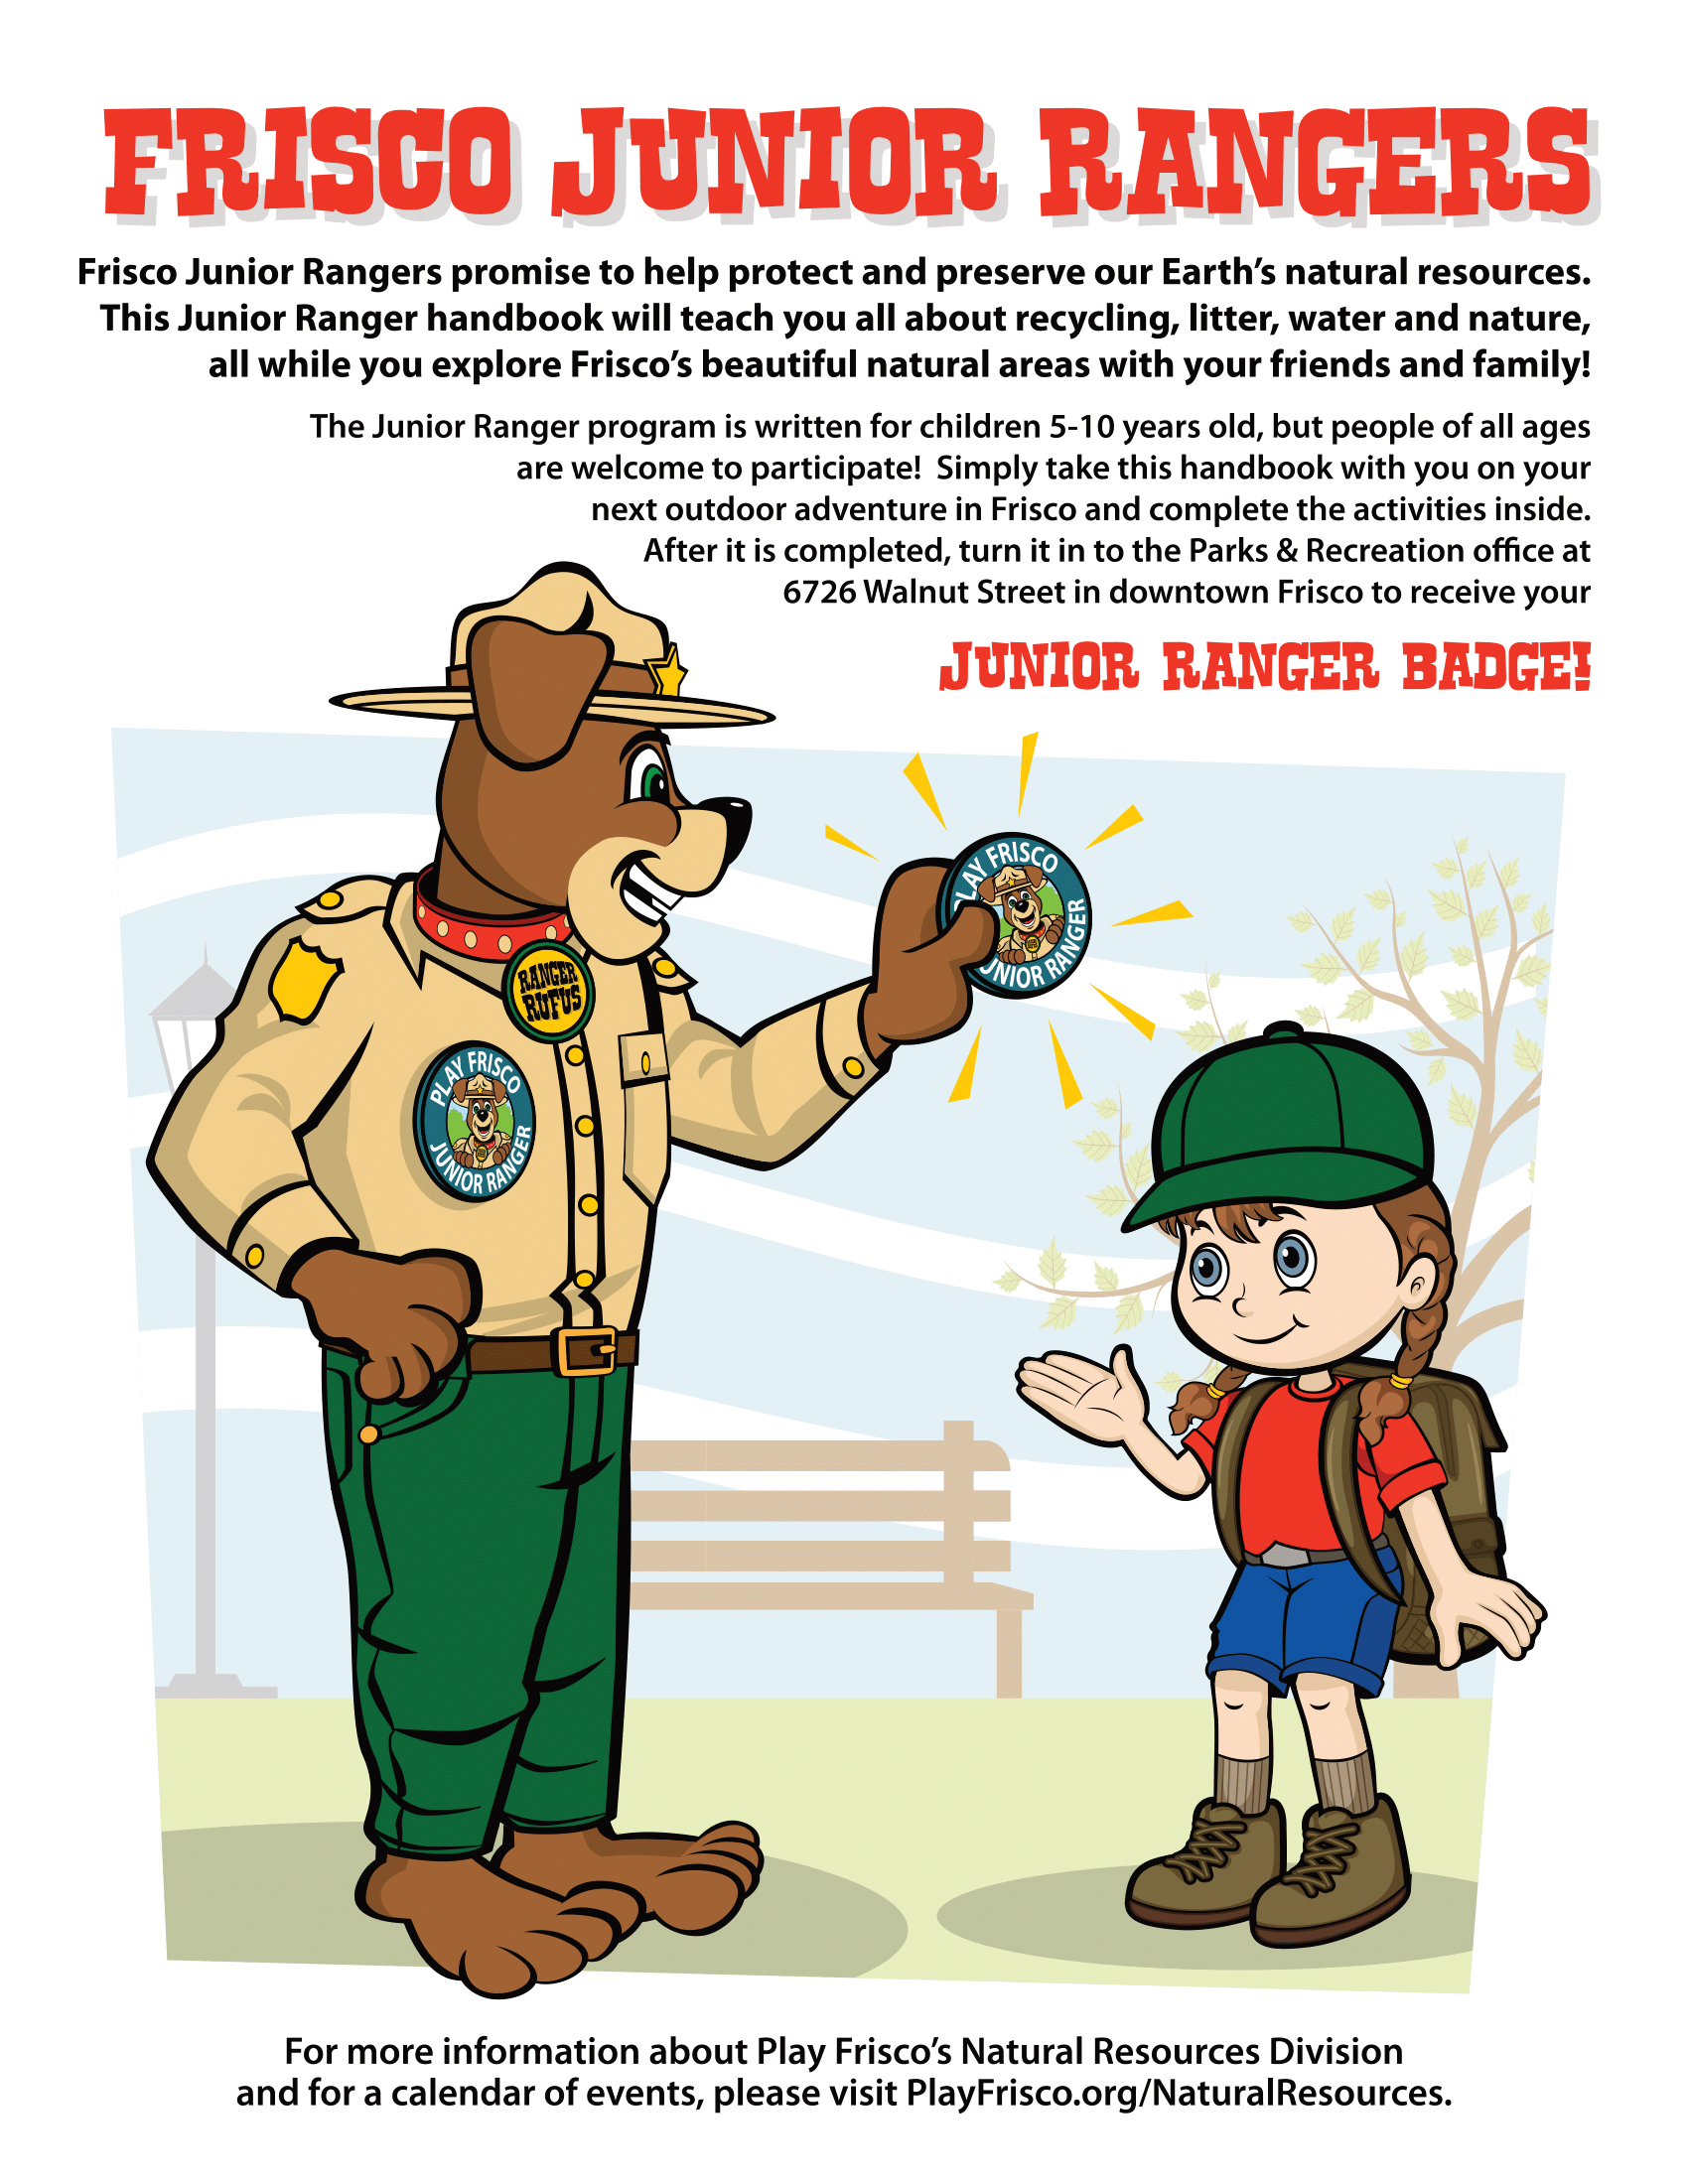 FRISCO JUNIOR RANGERS
Frisco Junior Rangers promise to help protect and preserve our Earth's natural resources.
This Junior Ranger handbook will teach you all about recycling, litter, water and nature,
all while you explore Frisco's beautiful natural areas with your friends and family!
The Junior Ranger program is written for children 5-10 years old, but people of all ages
are welcome to participate!  Simply take this handbook with you on your
next outdoor adventure in Frisco and complete the activities inside.
After it is completed, turn it in to the Parks & Recreation office at
6726 Walnut Street in downtown Frisco to receive your
JUNIOR RANGER BADGE!
PLAY FRISCO
JUNIOR RANGER
RANGER
RUFUS
PLAY FRISCO
JUNIOR RANGER
For more information about Play Frisco's Natural Resources Division
and for a calendar of events, please visit PlayFrisco.org/NaturalResources.